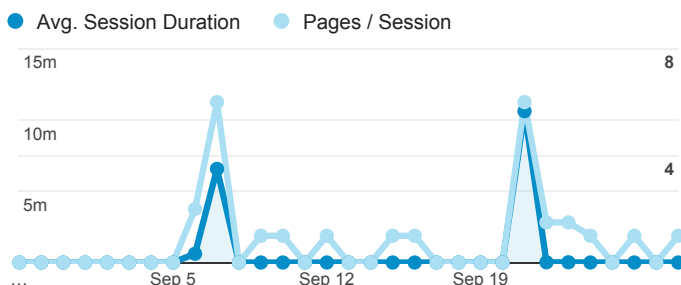 Avg. Session Duration Pages / Session
15m 8
10m
4
5m
... Sep 5 Sep 12 Sep 19